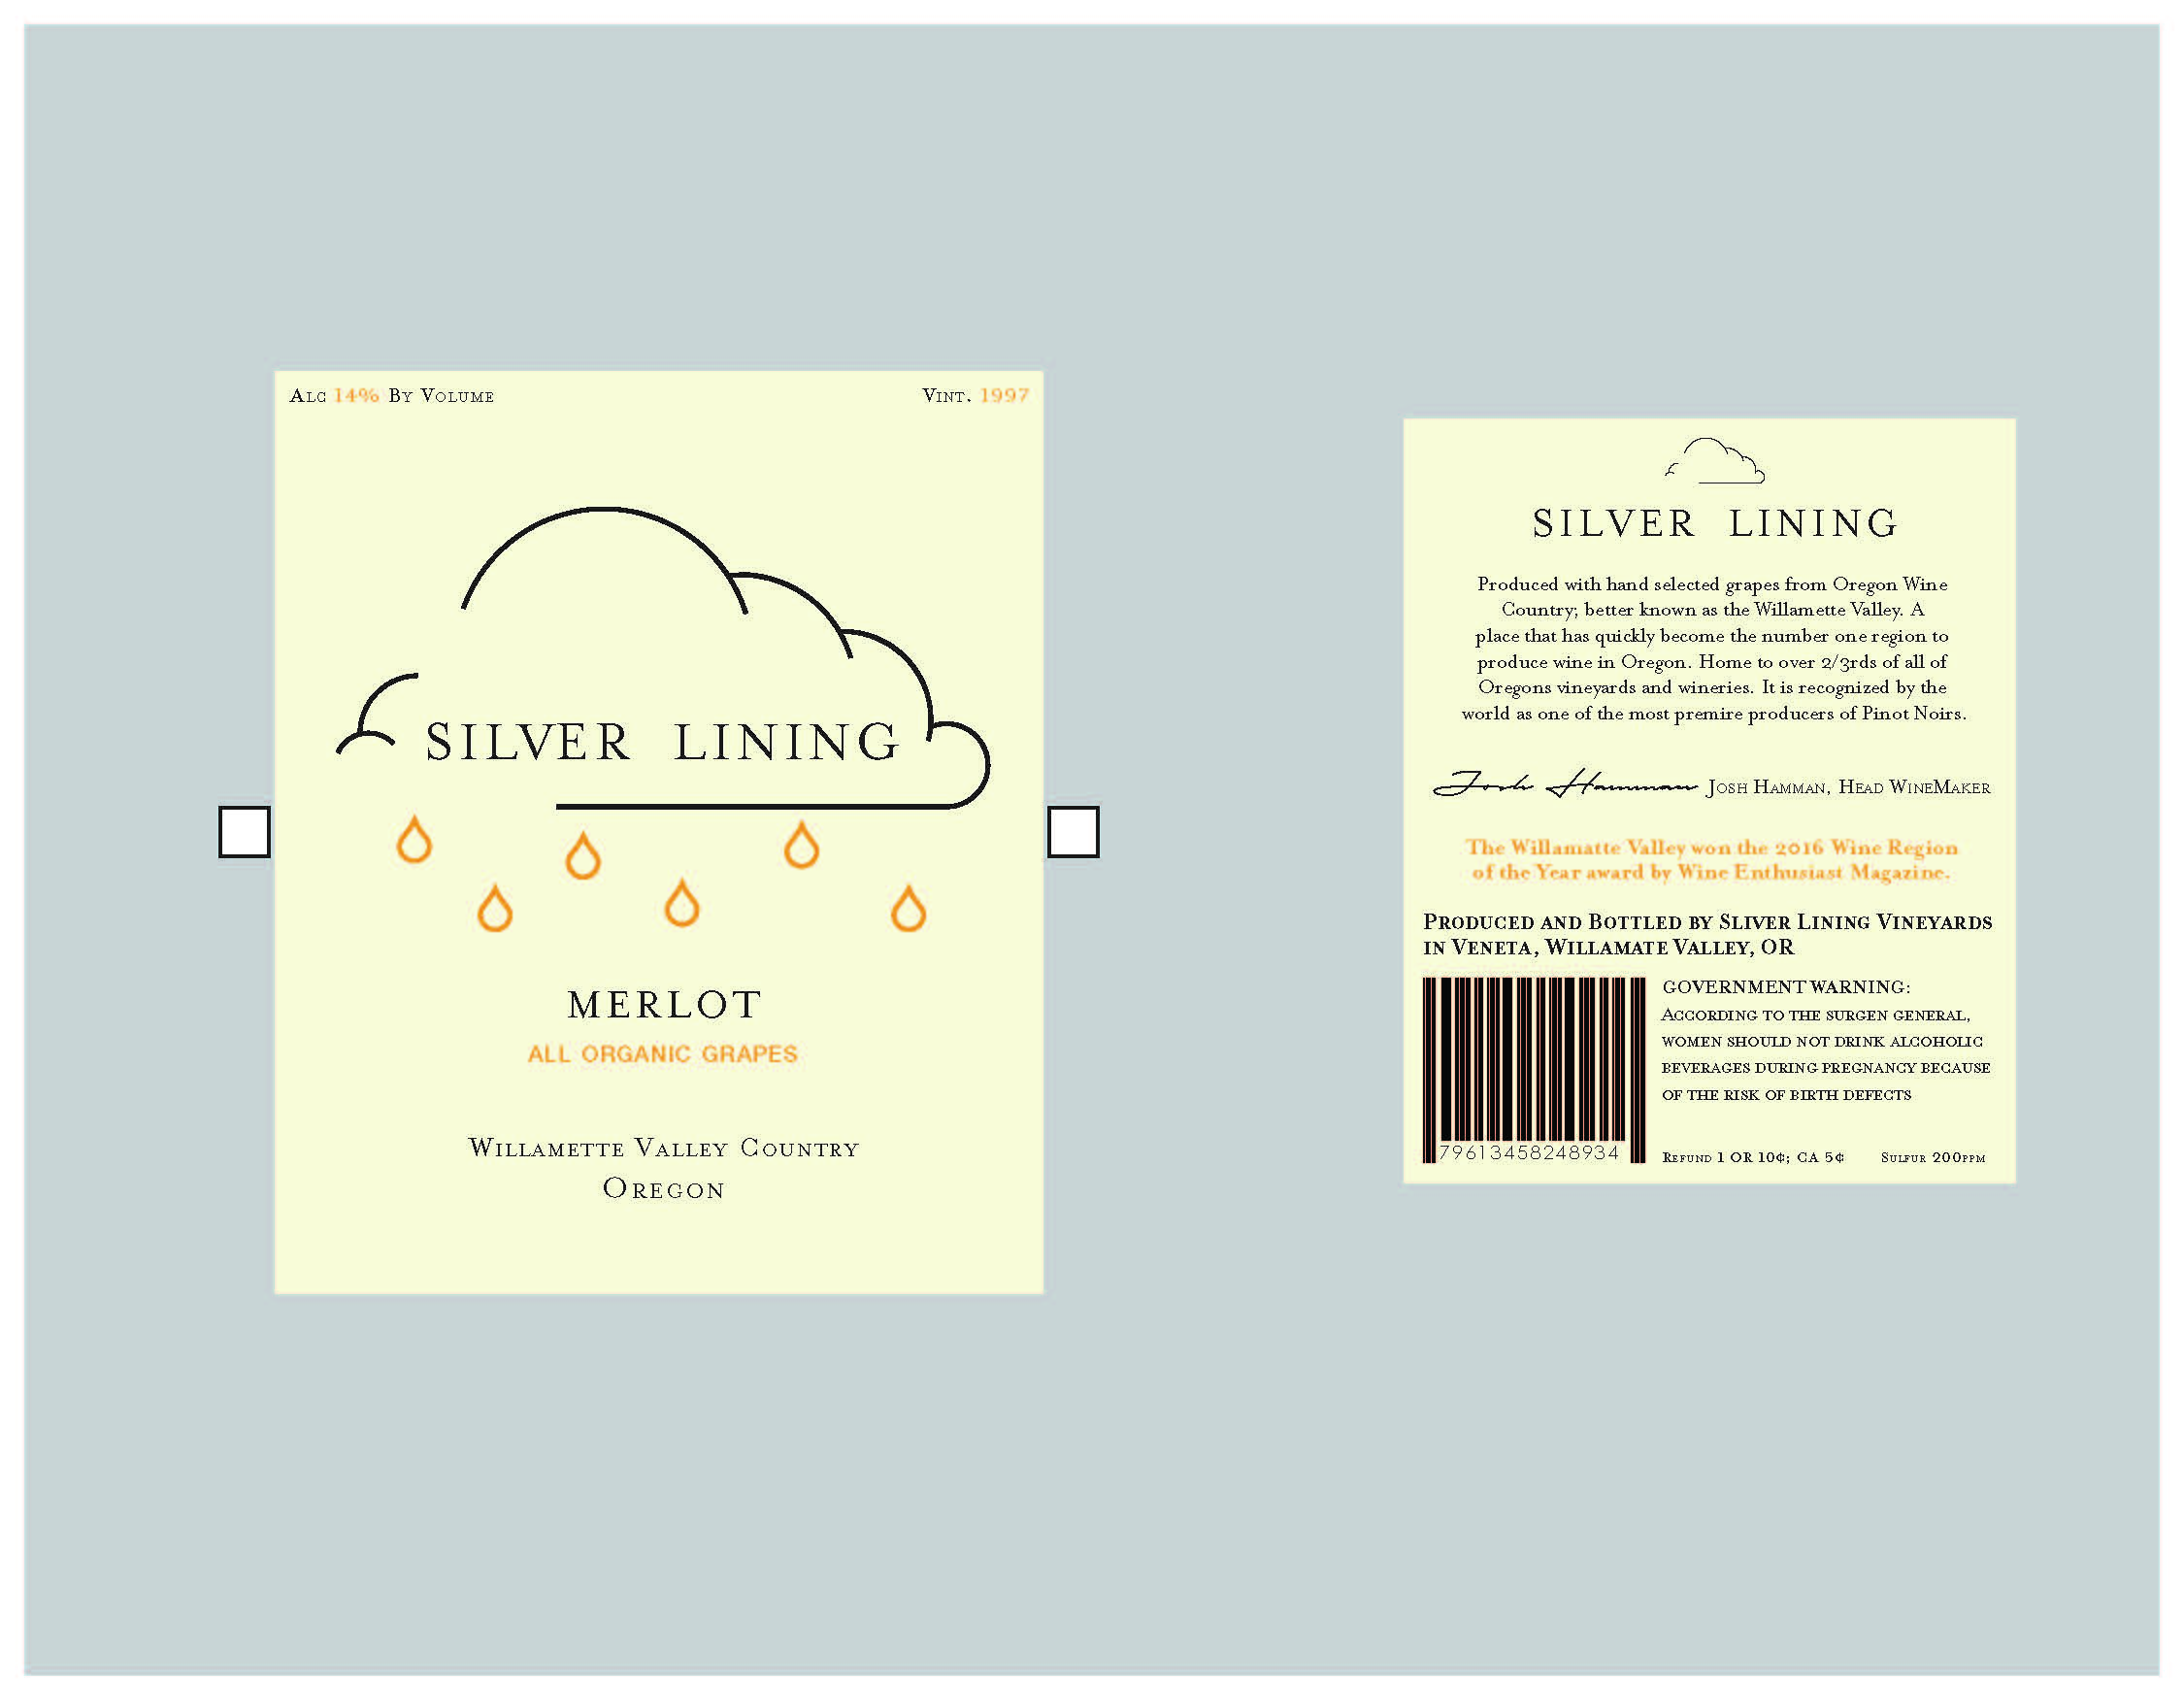 Alc 14% By Volume
Vint. 1997
SILVER LINING
MERLOT
ALL ORGANIC GRAPES
Willamette Valley Country
Oregon
SILVER LINING
Produced with hand selected grapes from Oregon Wine
Country; better known as the Willamette Valley. A
place that has quickly become the number one region to
produce wine in Oregon. Home to over 2/3rds of all of
Oregons vineyards and wineries. It is recognized by the
world as one of the most premire producers of Pinot Noirs.
Josh Hamman Josh Hamman, Head WineMaker
The Willamatte Valley won the 2016 Wine Region
of the Year award by Wine Enthusiast Magazine.
Produced and Bottled by Sliver Lining Vineyards
in Veneta, Willamate Valley, OR
GOVERNMENT WARNING:
According to the surgen general,
women should not drink alcoholic
beverages during pregnancy because
of the risk of birth defects
79613458248934
Refund 1 OR 10¢; CA 5¢ Sulfur 200ppm